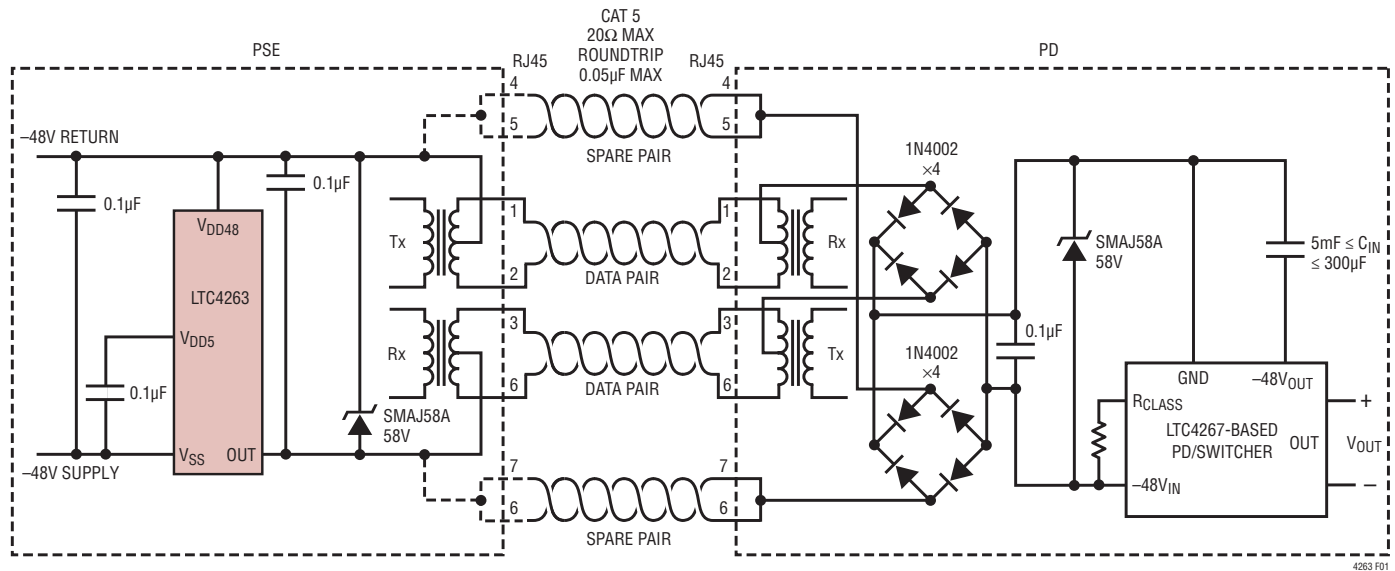 CAT 5
20Ω MAX
ROUNDTRIP
0.05µF MAX
PSE
PD
RJ45
RJ45
4
4
5
5
SPARE PAIR
–48V RETURN
0.1µF
0.1µF
VDD48
LTC4263
VDD5
0.1µF
VSS
OUT
–48V SUPPLY
SMAJ58A
58V
Tx
1
1
Rx
2
2
DATA PAIR
Rx
3
3
Tx
6
6
DATA PAIR
7
7
6
6
SPARE PAIR
1N4002
×4
1N4002
×4
0.1µF
SMAJ58A
58V
5mF ≤ CIN
≤ 300µF
GND
–48VOUT
RCLASS
LTC4267-BASED
PD/SWITCHER
OUT
–48VIN
+
VOUT
–
4263 F01